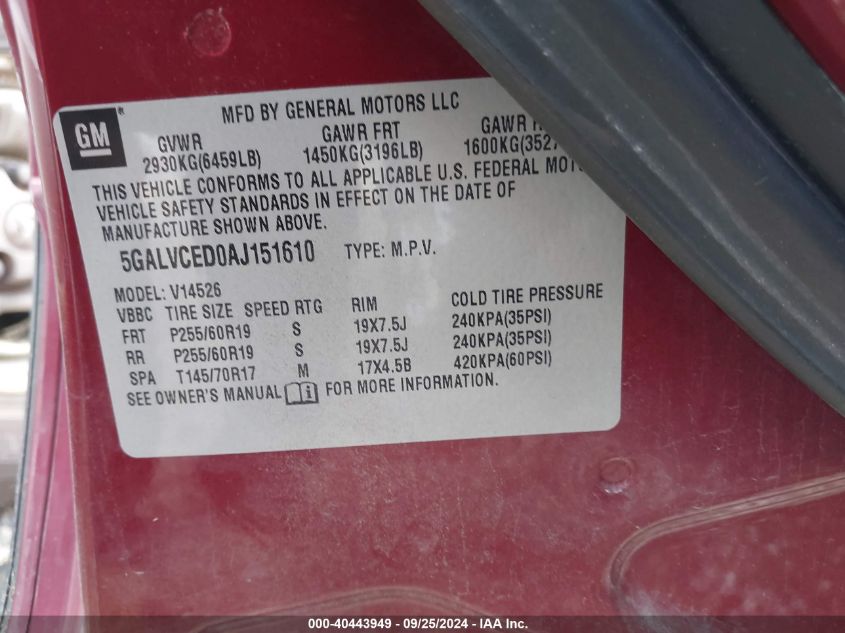 MFD BY GENERAL MOTORS LLC
GM
GVWR GAWR FRT GAWR
2930KG(6459LB) 1450KG(3196LB) 1600KG(3527
THIS VEHICLE CONFORMS TO ALL APPLICABLE U.S. FEDERAL
VEHICLE SAFETY STANDARDS IN EFFECT ON THE DATE OF
MANUFACTURE SHOWN ABOVE.
5GALVCED0AJ151610 TYPE: M.P.V.
MODEL: V14526
VBBC TIRE SIZE SPEED RTG RIM COLD TIRE PRESSURE
FRT P255/60R19 S 19X7.5J 240KPA(35PSI)
RR P255/60R19 S 19X7.5J 240KPA(35PSI)
SPA T145/70R17 M 17X4.5B 420KPA(60PSI)
SEE OWNER'S MANUAL i FOR MORE INFORMATION.
000-40443949 - 09/25/2024 - IAA Inc.